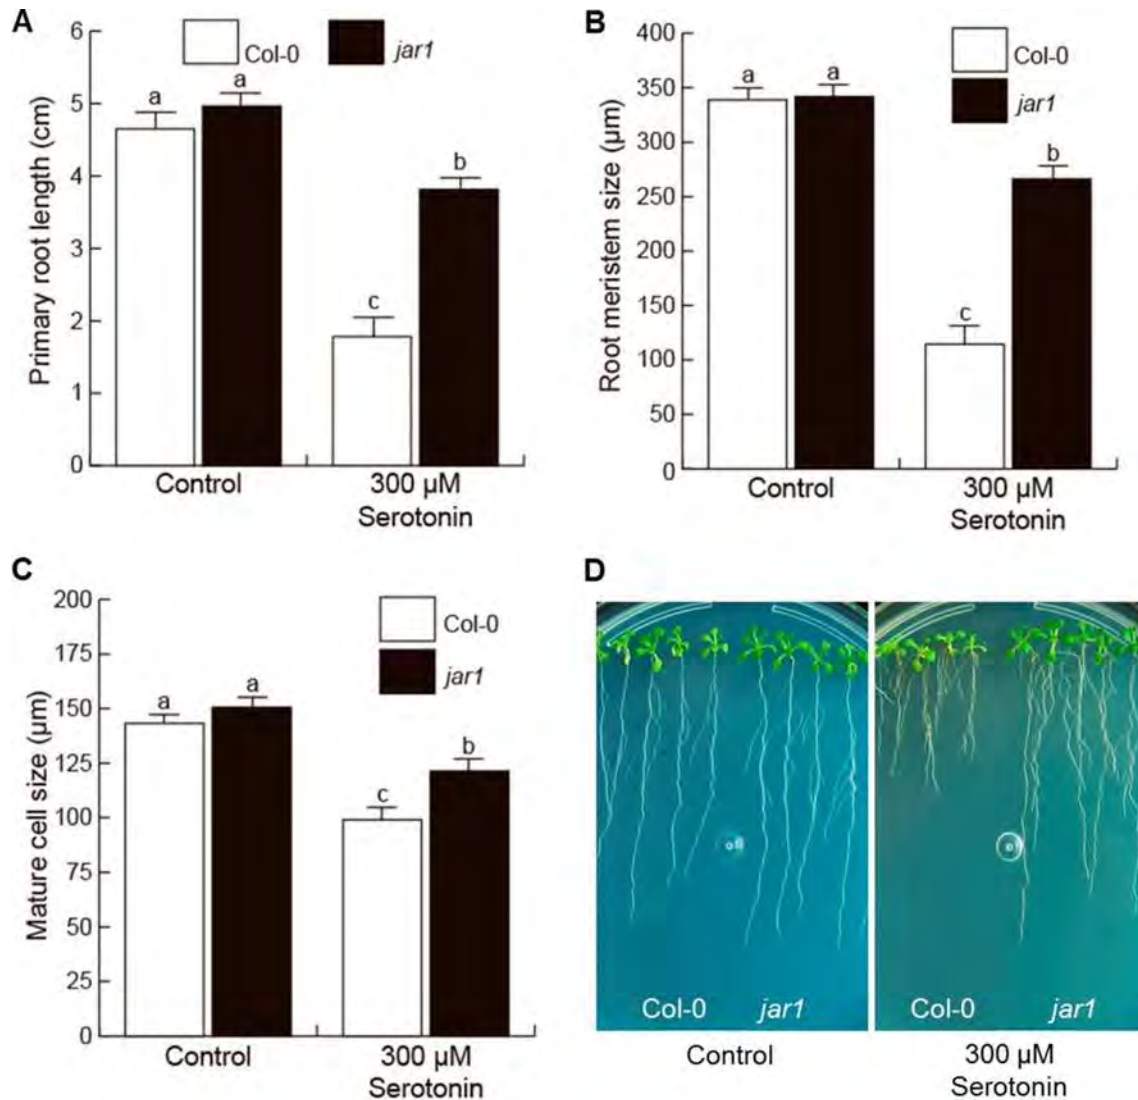 A
Primary root length (cm)
6
5
4
3
2
1
0
Col-0
jar1
a
a
c
b
Control
300 µM
Serotonin
B
Root meristem size (µm)
400
350
300
250
200
150
100
50
0
Col-0
jar1
a
a
c
b
Control
300 µM
Serotonin
C
Mature cell size (µm)
200
175
150
125
100
75
50
25
0
Col-0
jar1
a
a
c
b
Control
300 µM
Serotonin
D
Col-0
jar1
Col-0
jar1
Control
300 µM
Serotonin